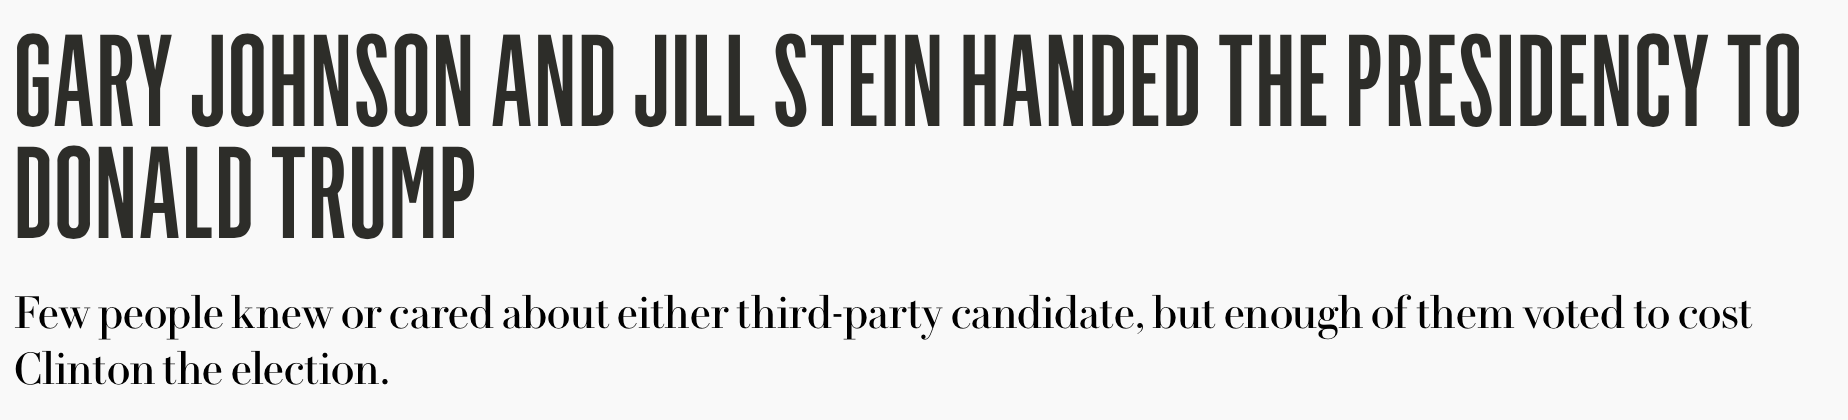 GARY JOHNSON AND JILL STEIN HANDED THE PRESIDENCY TO
DONALD TRUMP
Few people knew or cared about either third-party candidate, but enough of them voted to cost
Clinton the election.